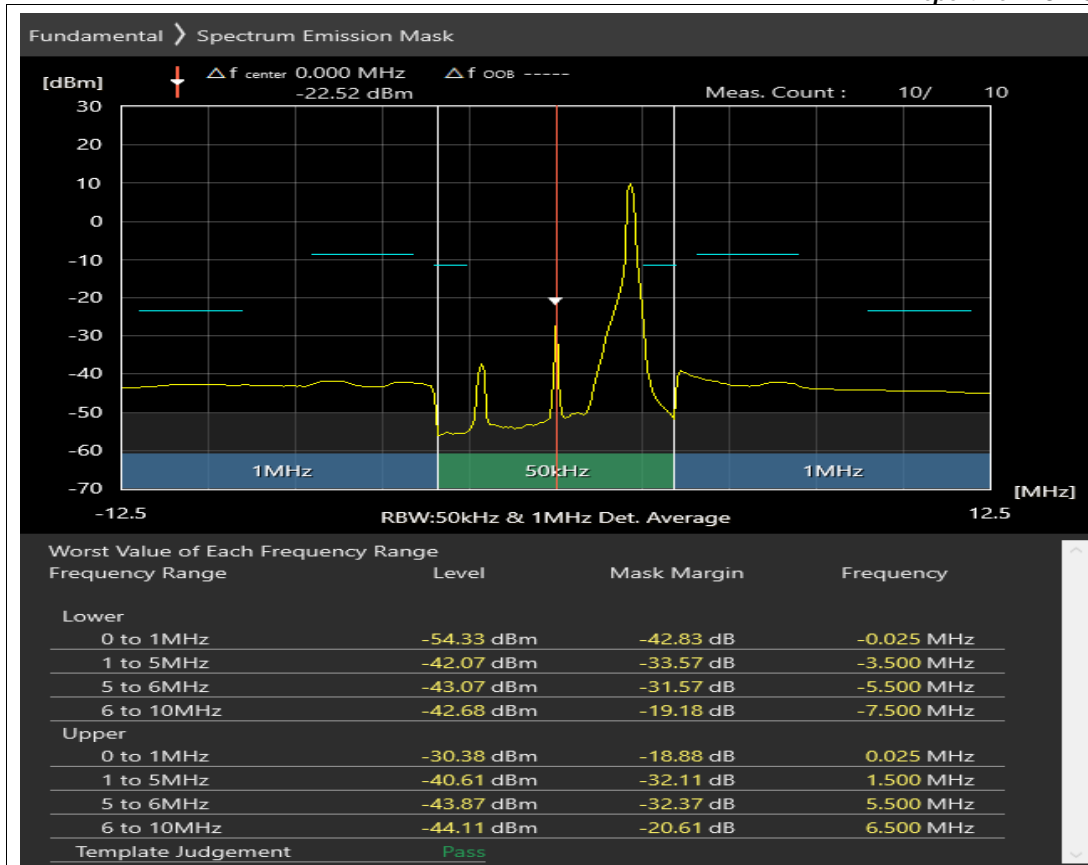 Fundamental ❯ Spectrum Emission Mask
[dBm] △ f center 0.000 MHz △ f OOB -----
-22.52 dBm Meas. Count : 10/ 10
30
20
10
0
-10
-20
-30
-40
-50
-60
1MHz 50kHz 1MHz
-70
[MHz]
-12.5 RBW:50kHz & 1MHz Det. Average 12.5
Worst Value of Each Frequency Range
Frequency Range Level Mask Margin Frequency
Lower
0 to 1MHz -54.33 dBm -42.83 dB -0.025 MHz
1 to 5MHz -42.07 dBm -33.57 dB -3.500 MHz
5 to 6MHz -43.07 dBm -31.57 dB -5.500 MHz
6 to 10MHz -42.68 dBm -19.18 dB -7.500 MHz
Upper
0 to 1MHz -30.38 dBm -18.88 dB 0.025 MHz
1 to 5MHz -40.61 dBm -32.11 dB 1.500 MHz
5 to 6MHz -43.87 dBm -32.37 dB 5.500 MHz
6 to 10MHz -44.11 dBm -20.61 dB 6.500 MHz
Template Judgement Pass